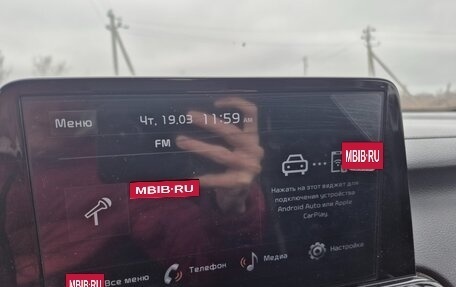 Меню
Чт, 19.03 11:59 AM
FM
MBIB·RU
MBIB·RU
Нажать на этот виджет для
подключения устройства
Android Auto или Apple
CarPlay.
MBIB·RU
Все меню
Телефон
Медиа
Настройки